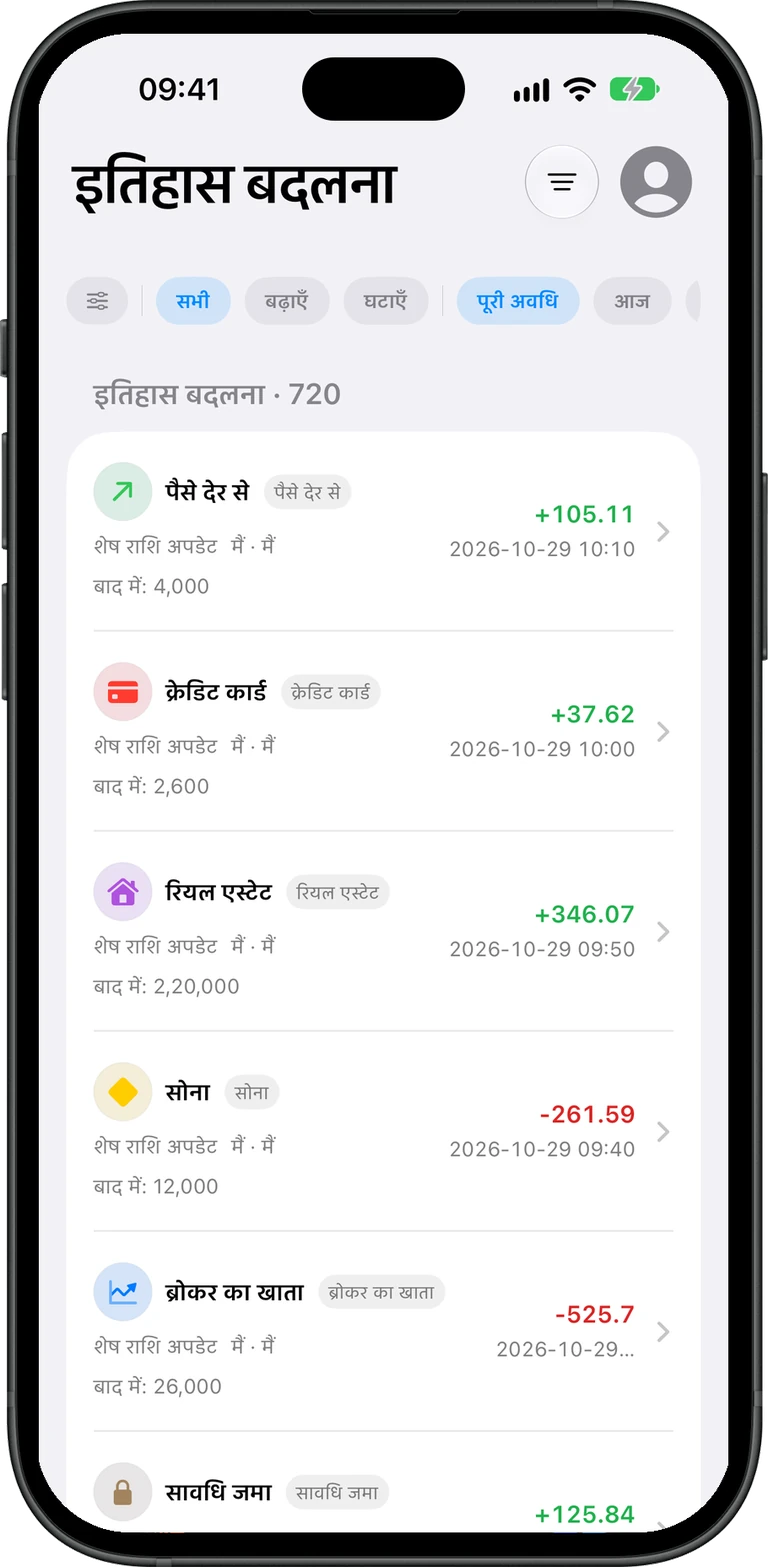 09:41
इतिहास बदलना
सभी बढ़ाएँ घटाएँ पूरी अवधि आज
इतिहास बदलना · 720
पैसे देर से पैसे देर से
+105.11
शेष राशि अपडेट मैं · मैं
2026-10-29 10:10
बाद में: 4,000
क्रेडिट कार्ड क्रेडिट कार्ड
+37.62
शेष राशि अपडेट मैं · मैं
2026-10-29 10:00
बाद में: 2,600
रियल एस्टेट रियल एस्टेट
+346.07
शेष राशि अपडेट मैं · मैं
2026-10-29 09:50
बाद में: 2,20,000
सोना सोना
-261.59
शेष राशि अपडेट मैं · मैं
2026-10-29 09:40
बाद में: 12,000
ब्रोकर का खाता ब्रोकर का खाता
-525.7
शेष राशि अपडेट मैं · मैं
2026-10-29...
बाद में: 26,000
सावधि जमा सावधि जमा
+125.84